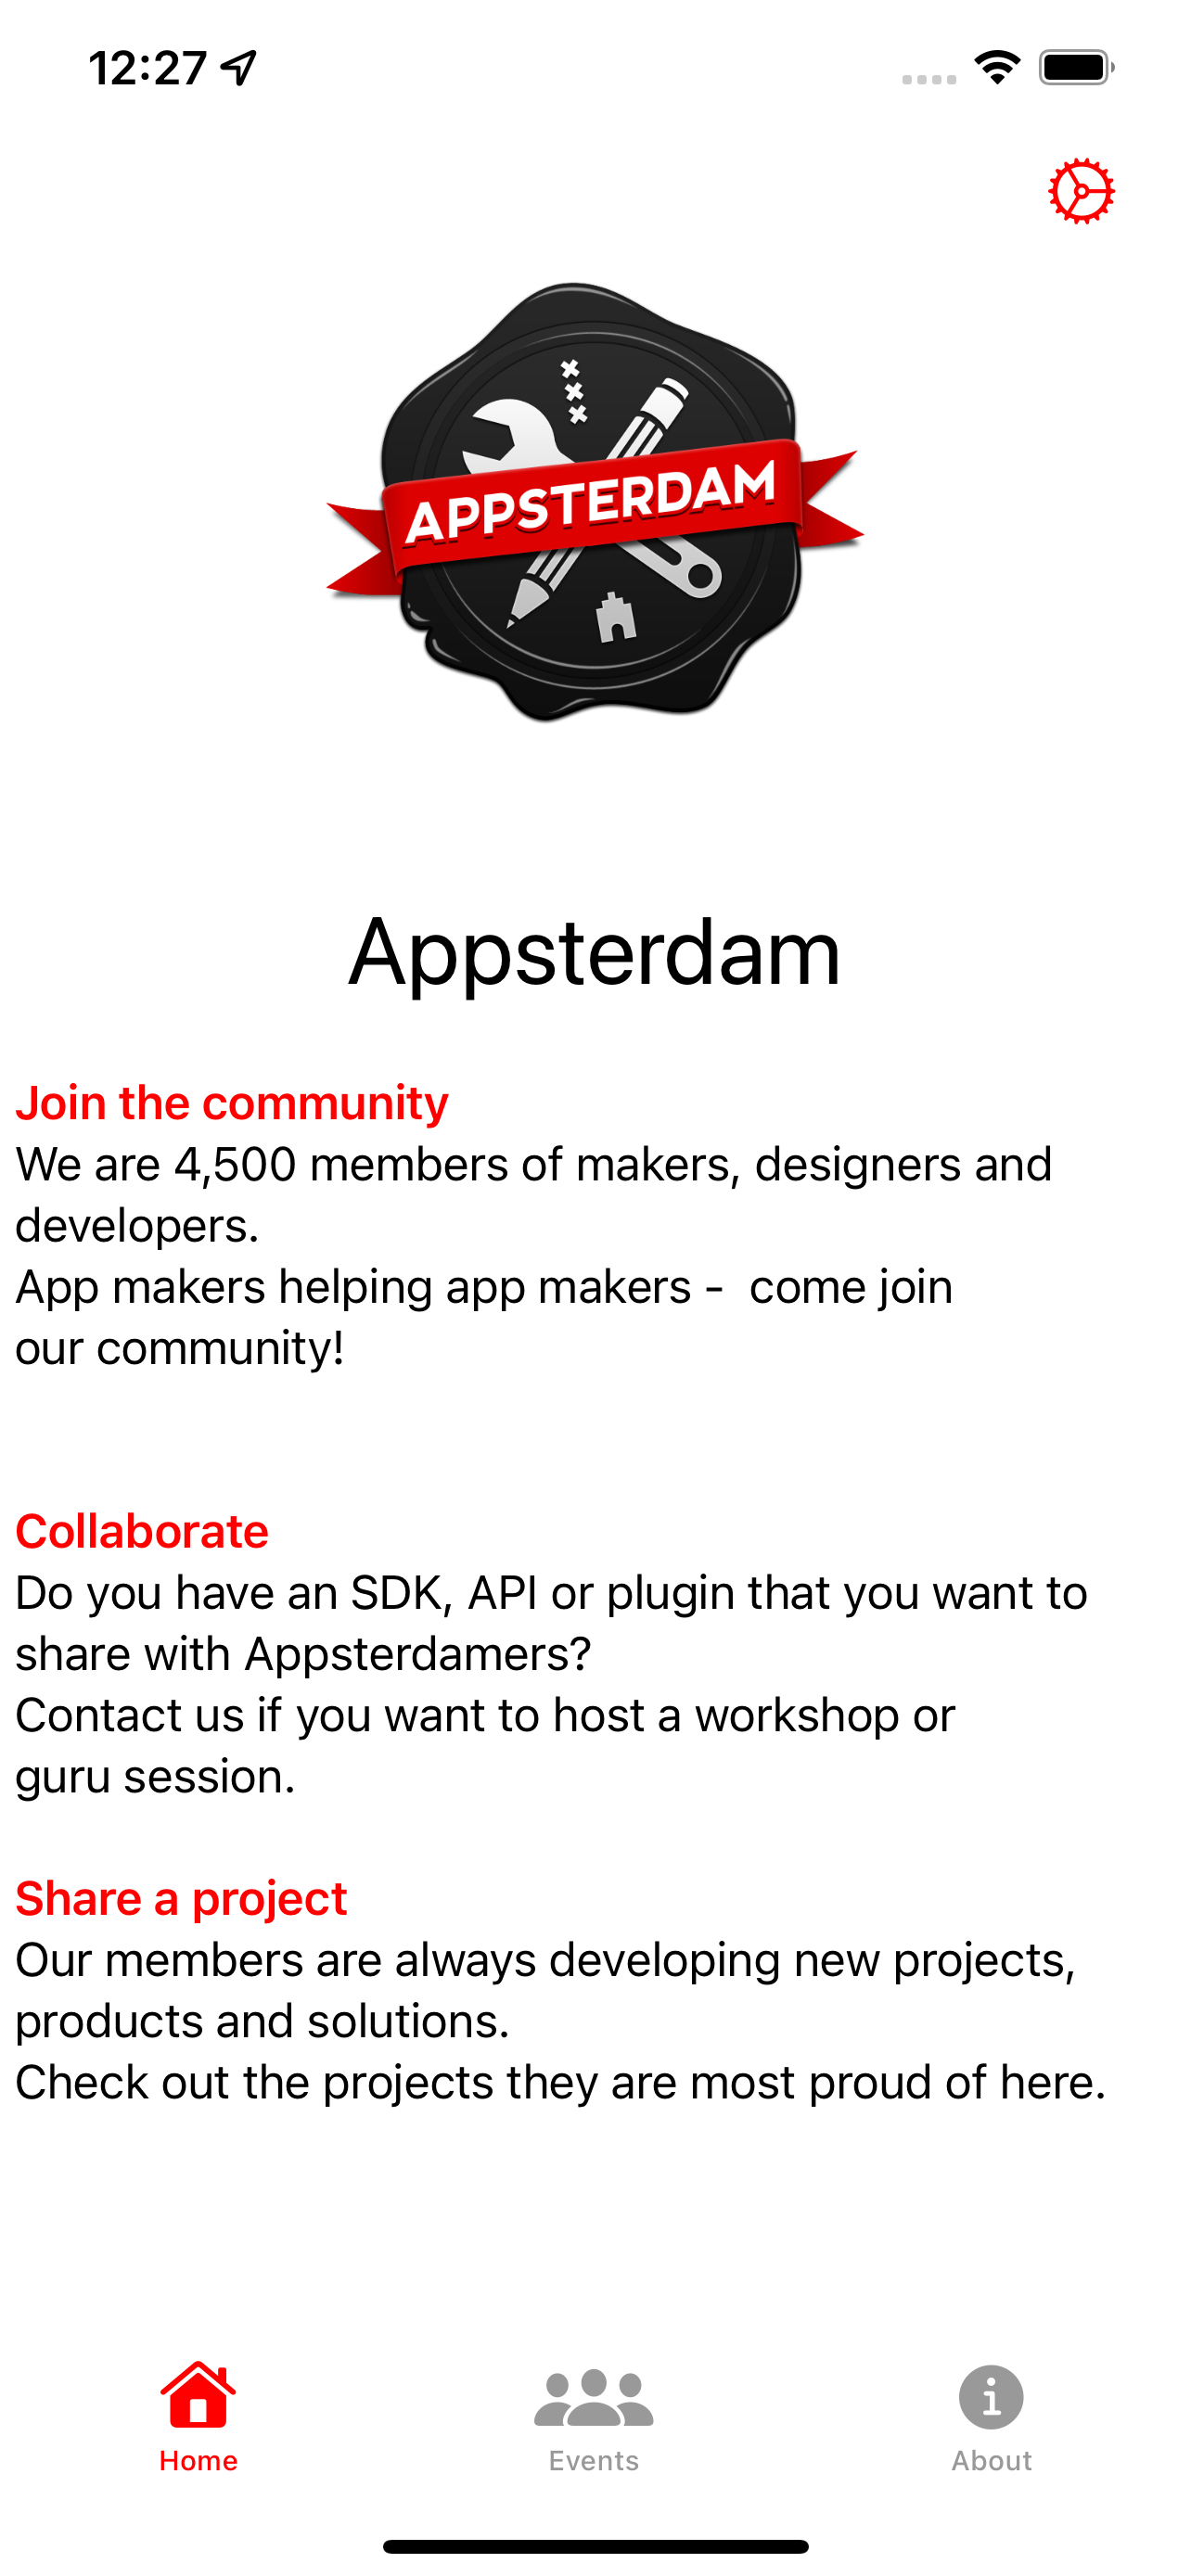 12:27
APPSTERDAM
Appsterdam
Join the community
We are 4,500 members of makers, designers and
developers.
App makers helping app makers -  come join
our community!
Collaborate
Do you have an SDK, API or plugin that you want to
share with Appsterdamers?
Contact us if you want to host a workshop or
guru session.
Share a project
Our members are always developing new projects,
products and solutions.
Check out the projects they are most proud of here.
Home
Events
About